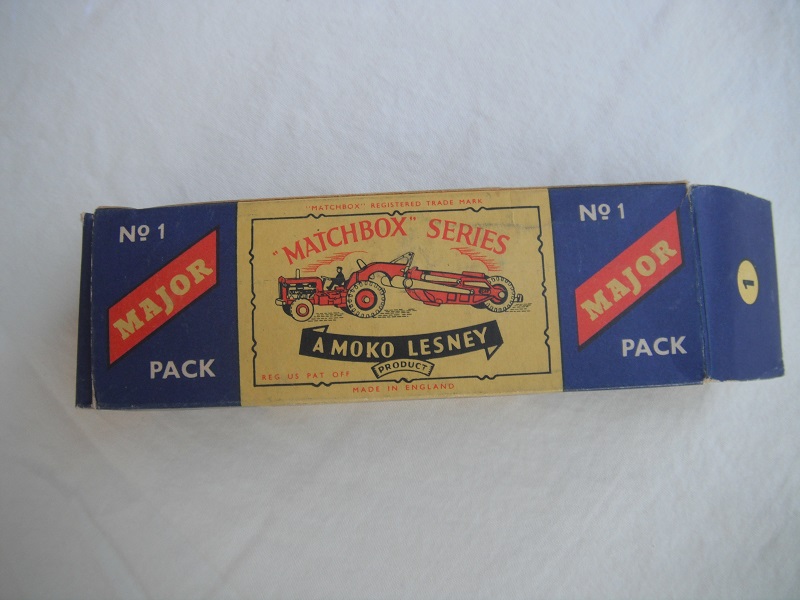 Nº 1
MAJOR
PACK
"MATCHBOX" REGISTERED TRADE MARK
"MATCHBOX" SERIES
A MOKO LESNEY
PRODUCT
REG US PAT OFF
MADE IN ENGLAND
Nº 1
MAJOR
PACK
1